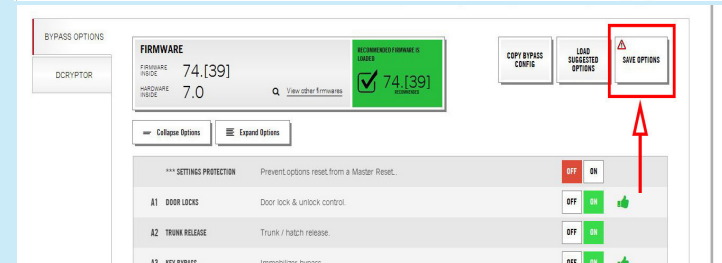 BYPASS OPTIONS
DCRYPTOR
FIRMWARE
FIRMWARE INSIDE
74.[39]
HARDWARE INSIDE
7.0
View other firmwares
RECOMMENDED FIRMWARE IS
LOADED
74.[39]
RECOMMENDED
COPY BYPASS
CONFIG
LOAD
SUGGESTED
OPTIONS
SAVE OPTIONS
Collapse Options
Expand Options
*** SETTINGS PROTECTION Prevent options reset from a Master Reset.. OFF ON
A1 DOOR LOCKS Door lock & unlock control. OFF ON
A2 TRUNK RELEASE Trunk / hatch release. OFF ON
A3 KEY BYPASS Immobilizer bypass. OFF ON